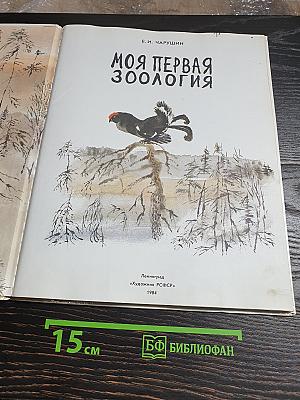 Е. И. ЧАРУШИН
МОЯ ПЕРВАЯ
ЗООЛОГИЯ
Ленинград
«Художник РСФСР»
1984
15 см
БФ БИБЛИОФАН